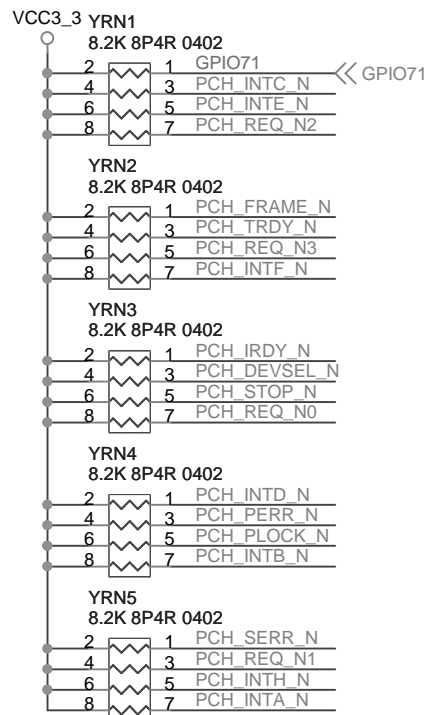 VCC3_3
YRN1
8.2K 8P4R 0402
2 1 GPIO71 GPIO71
4 3 PCH_INTC_N
6 5 PCH_INTE_N
8 7 PCH_REQ_N2
YRN2
8.2K 8P4R 0402
2 1 PCH_FRAME_N
4 3 PCH_TRDY_N
6 5 PCH_REQ_N3
8 7 PCH_INTF_N
YRN3
8.2K 8P4R 0402
2 1 PCH_IRDY_N
4 3 PCH_DEVSEL_N
6 5 PCH_STOP_N
8 7 PCH_REQ_N0
YRN4
8.2K 8P4R 0402
2 1 PCH_INTD_N
4 3 PCH_PERR_N
6 5 PCH_PLOCK_N
8 7 PCH_INTB_N
YRN5
8.2K 8P4R 0402
2 1 PCH_SERR_N
4 3 PCH_REQ_N1
6 5 PCH_INTH_N
8 7 PCH_INTA_N